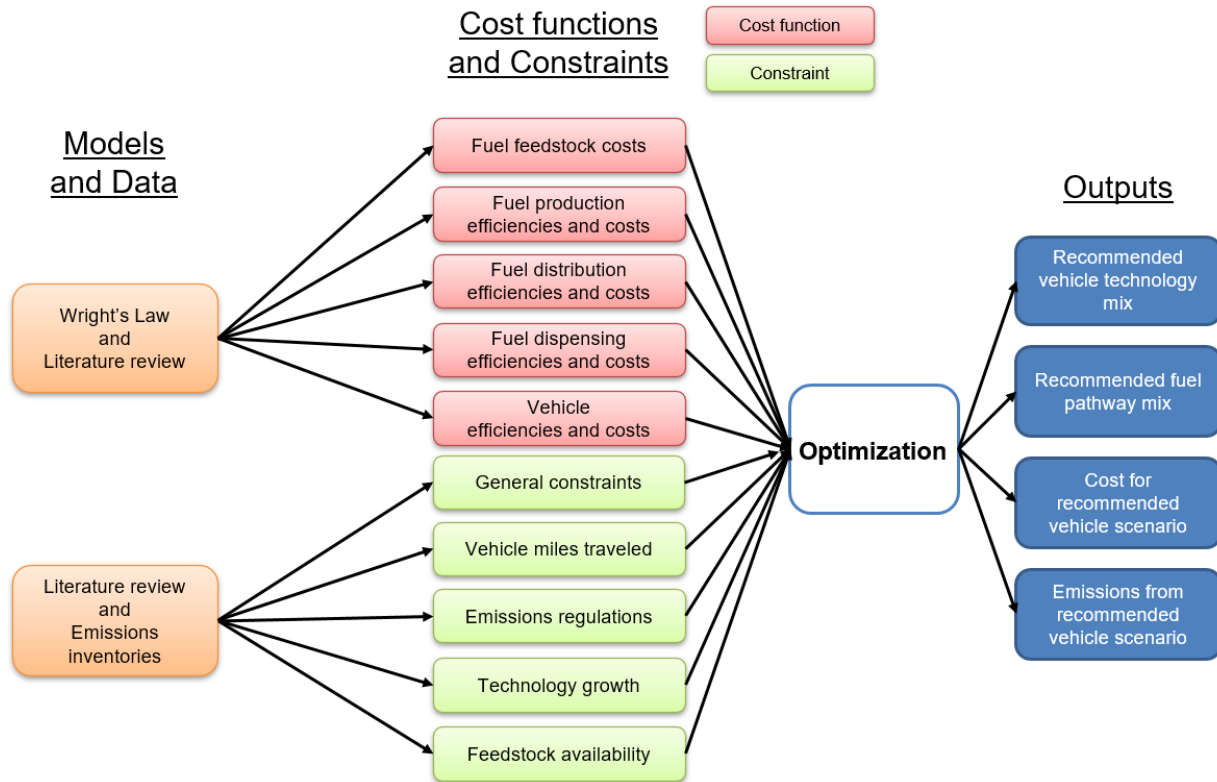 Cost functions
and Constraints
Cost function
Constraint
Models
and Data
Wright's Law
and
Literature review
Literature review
and
Emissions
inventories
Fuel feedstock costs
Fuel production
efficiencies and costs
Fuel distribution
efficiencies and costs
Fuel dispensing
efficiencies and costs
Vehicle
efficiencies and costs
General constraints
Vehicle miles traveled
Emissions regulations
Technology growth
Feedstock availability
Optimization
Outputs
Recommended
vehicle technology
mix
Recommended fuel
pathway mix
Cost for
recommended
vehicle scenario
Emissions from
recommended
vehicle scenario